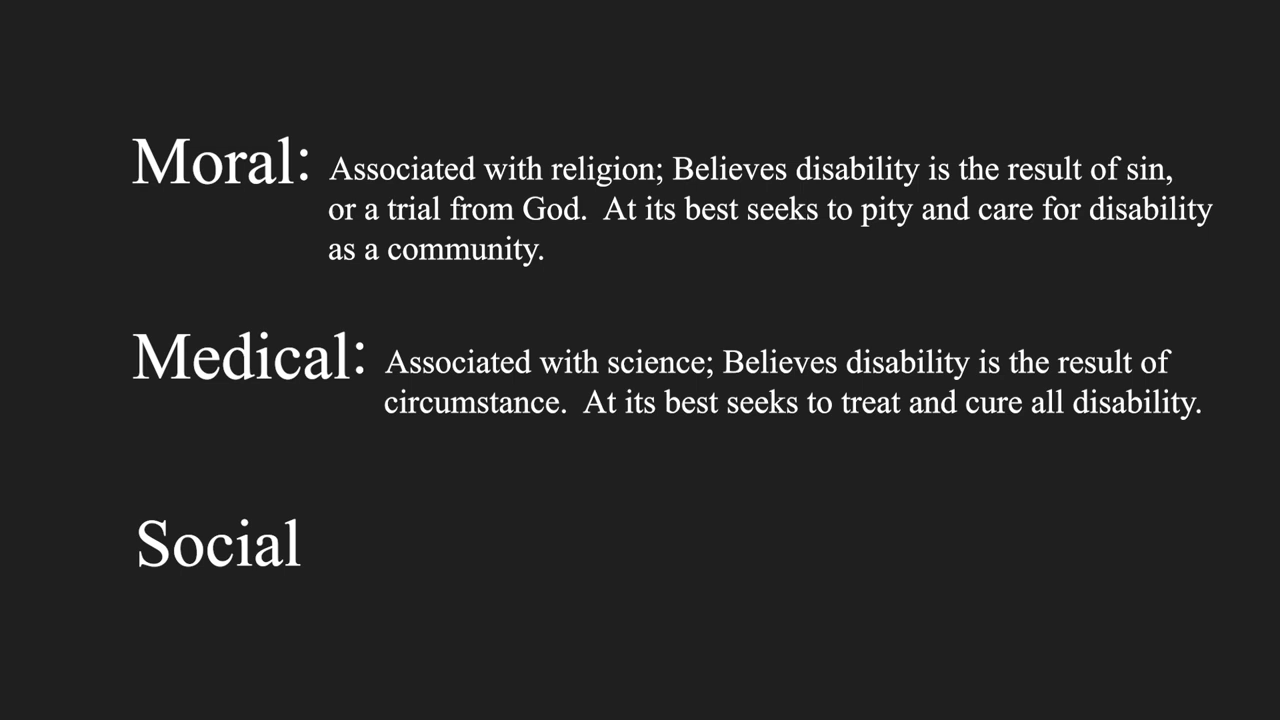 Moral: Associated with religion; Believes disability is the result of sin,
or a trial from God.  At its best seeks to pity and care for disability
as a community.
Medical: Associated with science; Believes disability is the result of
circumstance.  At its best seeks to treat and cure all disability.
Social